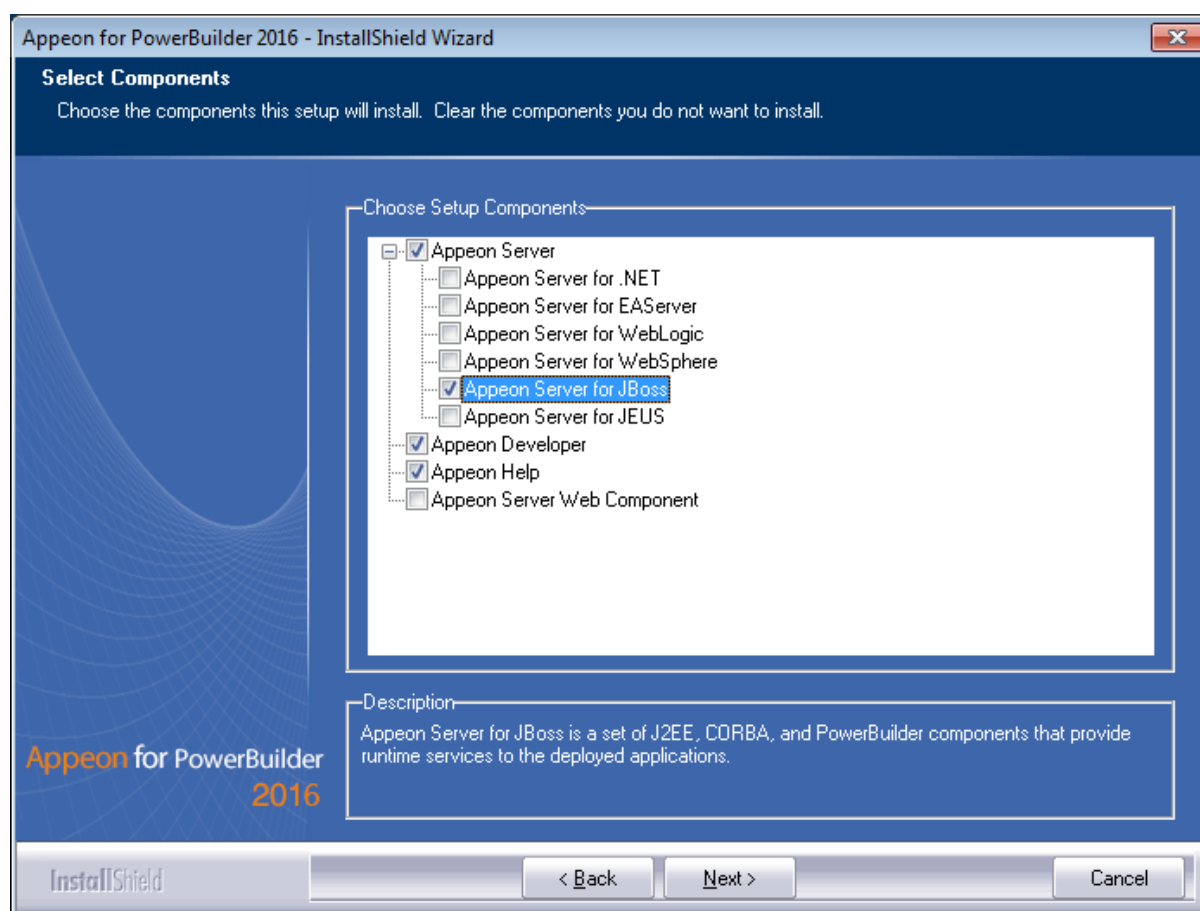 Appeon for PowerBuilder 2016 - InstallShield Wizard
Select Components
Choose the components this setup will install. Clear the components you do not want to install.
Choose Setup Components
Appeon Server
Appeon Server for .NET
Appeon Server for EAServer
Appeon Server for WebLogic
Appeon Server for WebSphere
Appeon Server for JBoss
Appeon Server for JEUS
Appeon Developer
Appeon Help
Appeon Server Web Component
Description
Appeon Server for JBoss is a set of J2EE, CORBA, and PowerBuilder components that provide
runtime services to the deployed applications.
Appeon for PowerBuilder
2016
InstallShield
< Back
Next >
Cancel